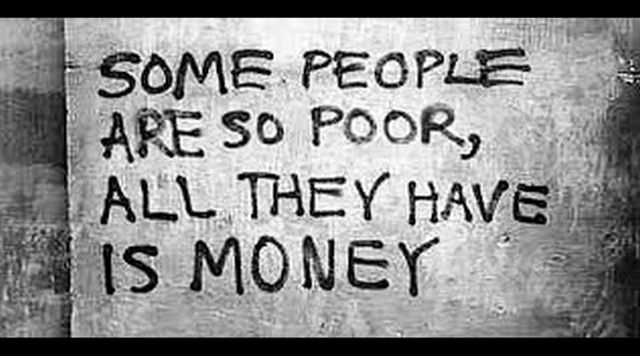 SOME PEOPLE
ARE SO POOR,
ALL THEY HAVE
IS MONEY